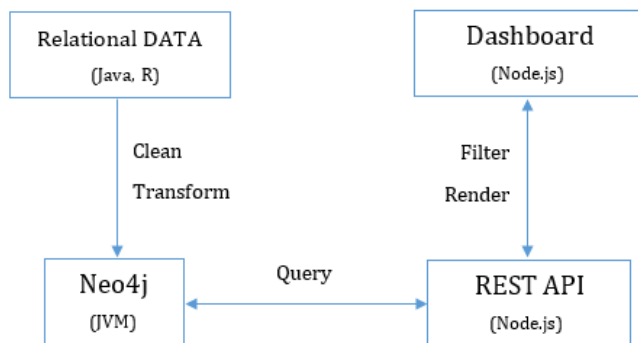 Relational DATA
(Java, R)
Dashboard
(Node.js)
Clean
Transform
Filter
Render
Neo4j
(JVM)
Query
REST API
(Node.js)